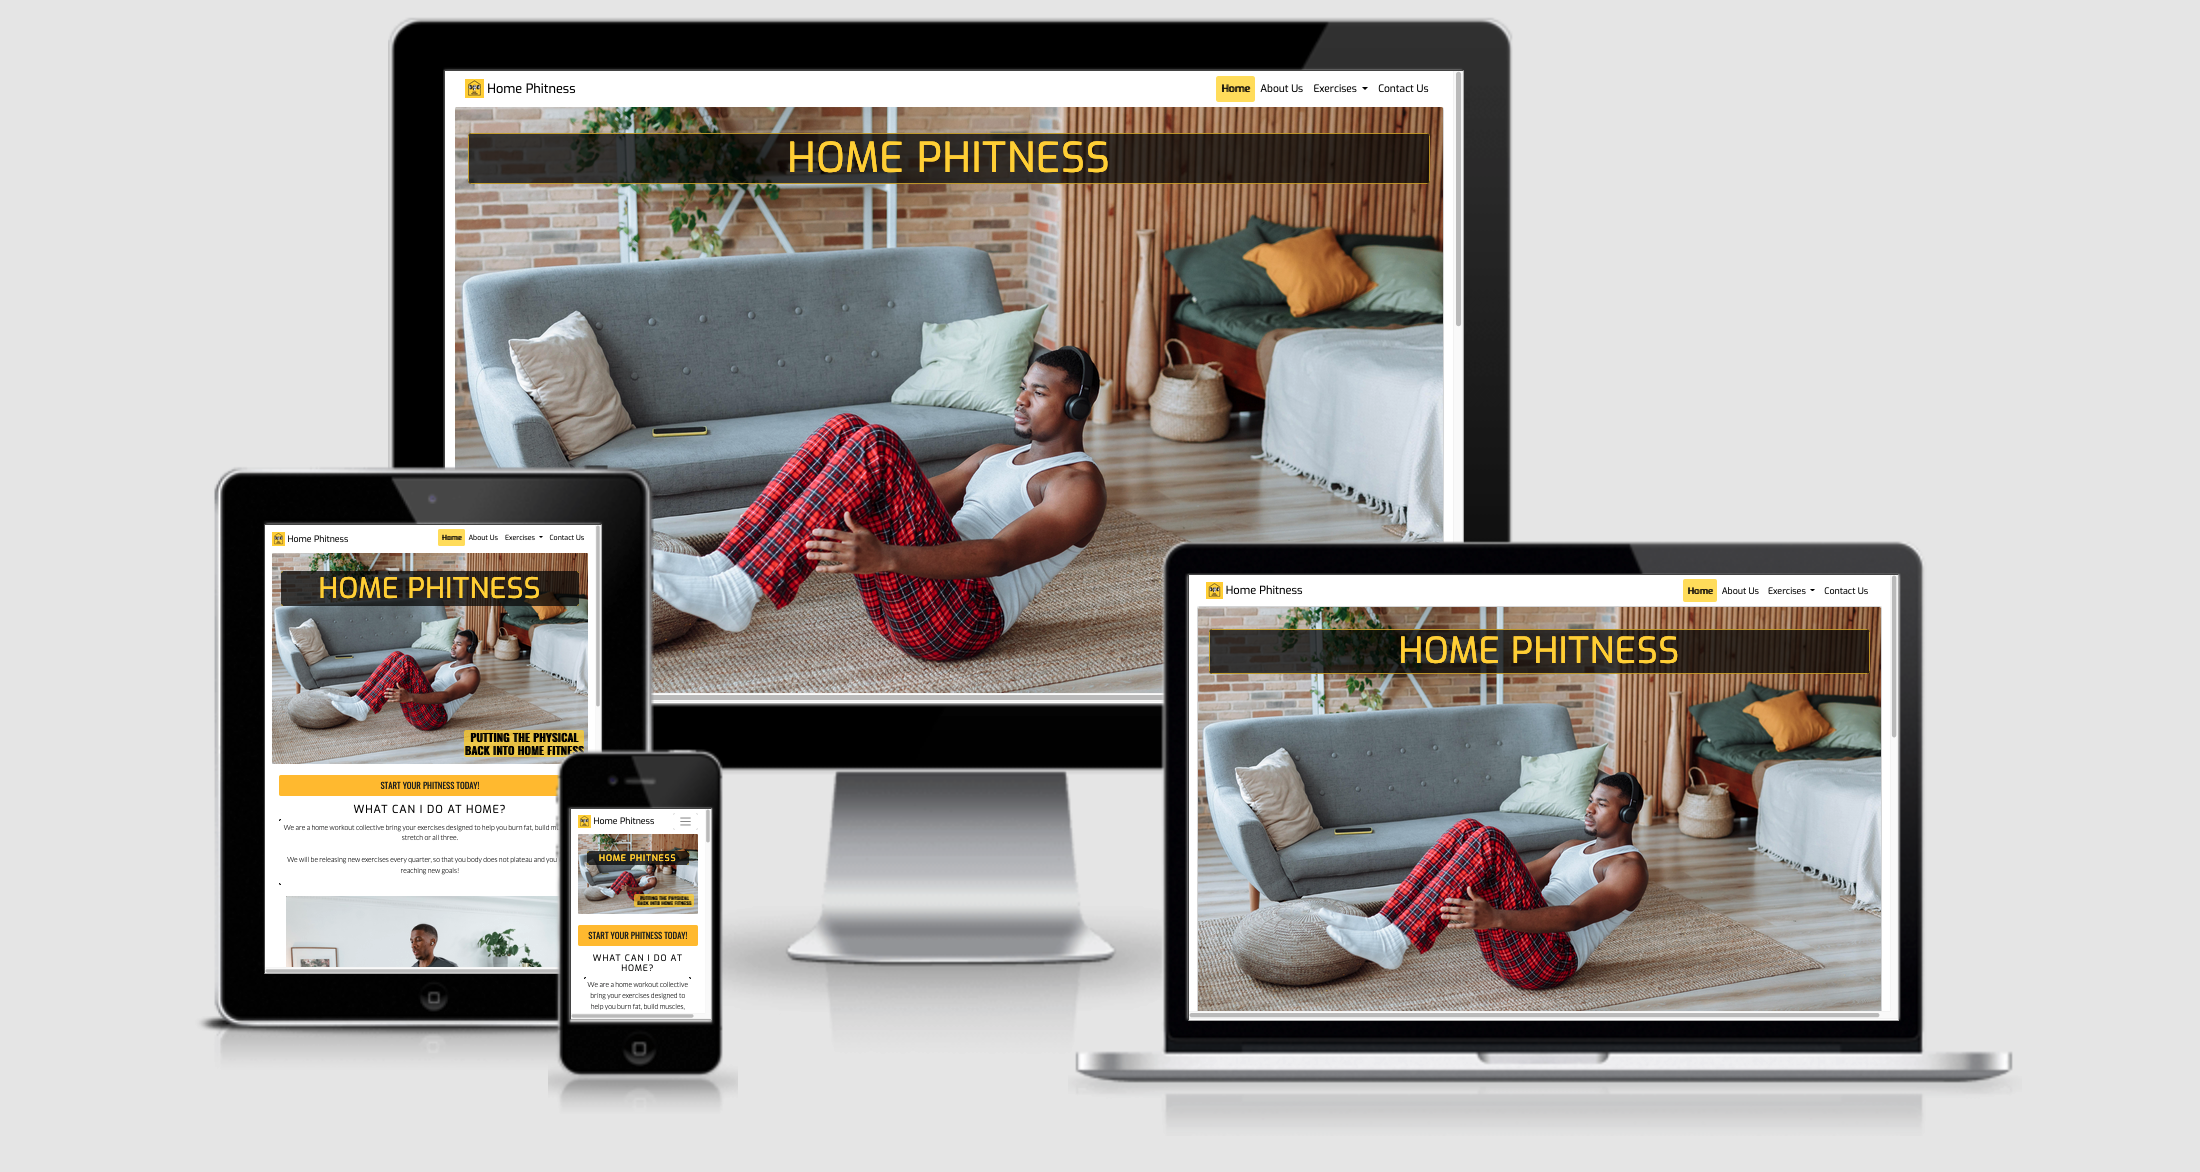 Home Phitness
Home About Us Exercises Contact Us
HOME PHITNESS
Home Phitness
Home About Us Exercises Contact Us
HOME PHITNESS
PUTTING THE PHYSICAL
BACK INTO HOME FITNESS
START YOUR PHITNESS TODAY!
WHAT CAN I DO AT HOME?
We are a home workout collective bring your exercises designed to help you burn fat, build
stretch or all three.
We will be releasing new exercises every quarter, so that you body does not plateau and you
reaching new goals!
Home Phitness
HOME PHITNESS
PUTTING THE PHYSICAL
BACK INTO HOME FITNESS
START YOUR PHITNESS TODAY!
WHAT CAN I DO AT
HOME?
We are a home workout collective
bring your exercises designed to
help you burn fat, build muscles,
Home Phitness
Home About Us Exercises Contact Us
HOME PHITNESS